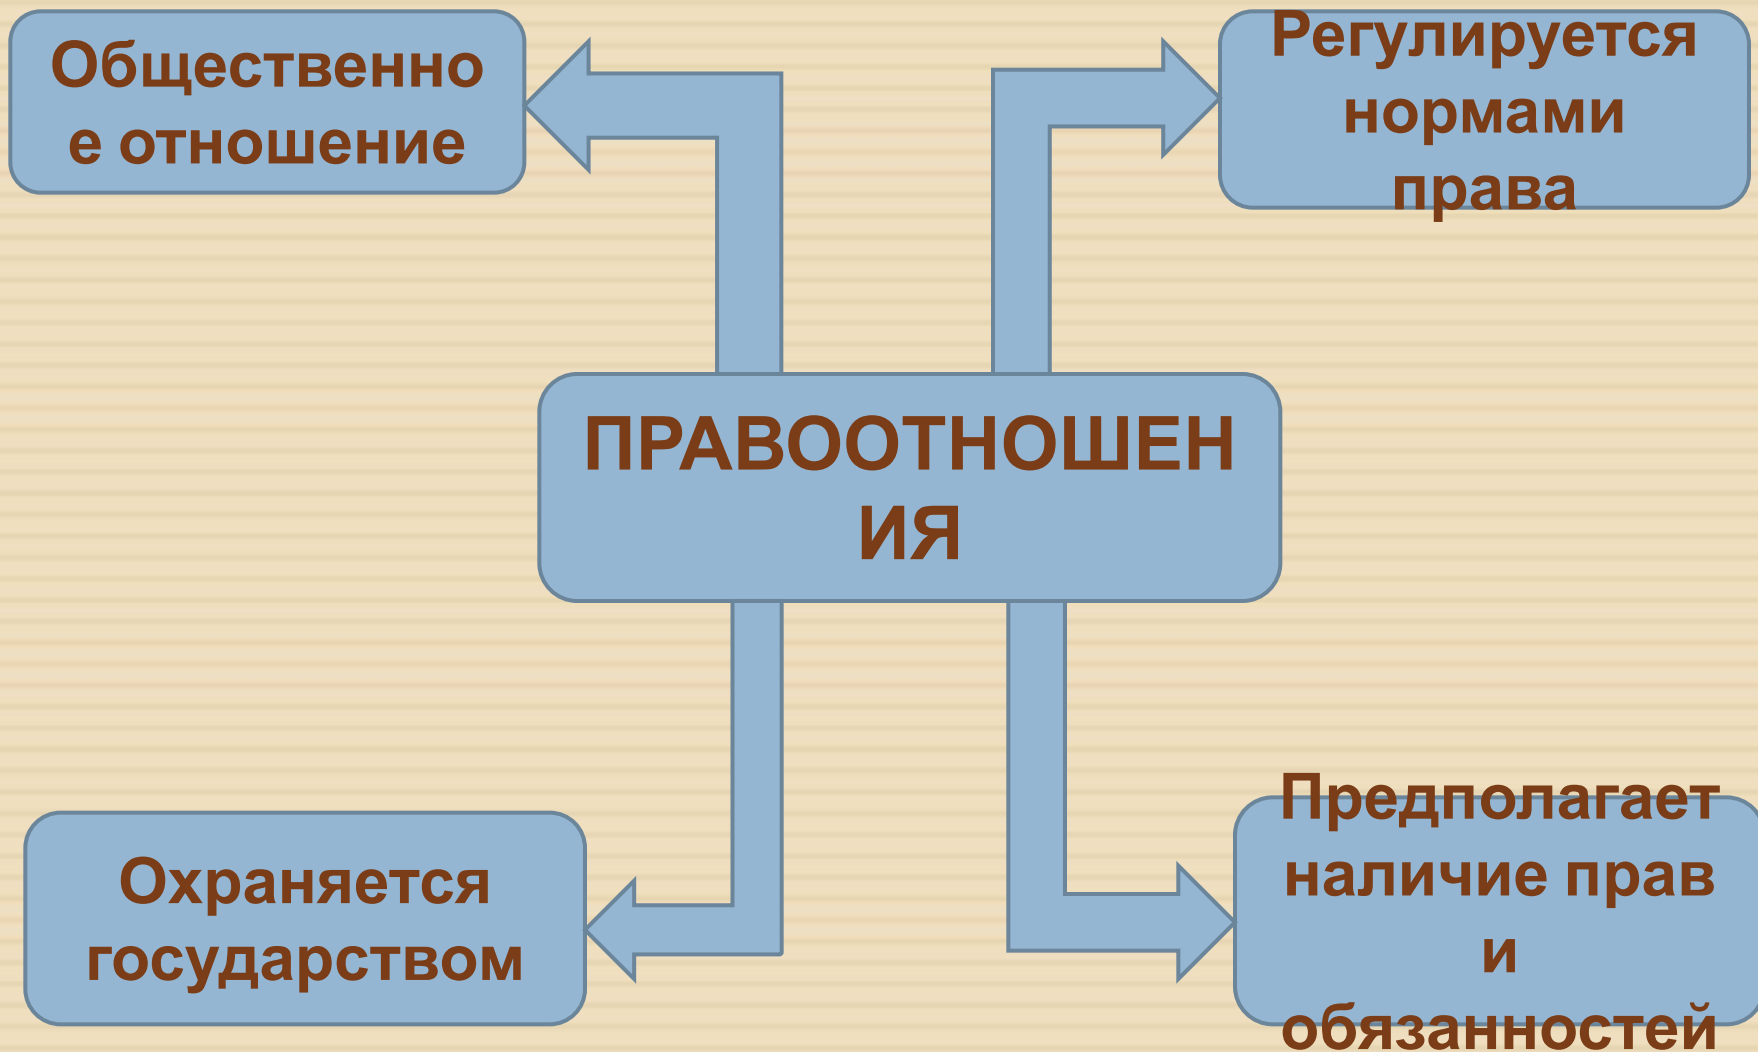 Общественно
е отношение
Регулируется
нормами
права
ПРАВООТНОШЕН
ИЯ
Охраняется
государством
Предполагает
наличие прав
и
обязанностей